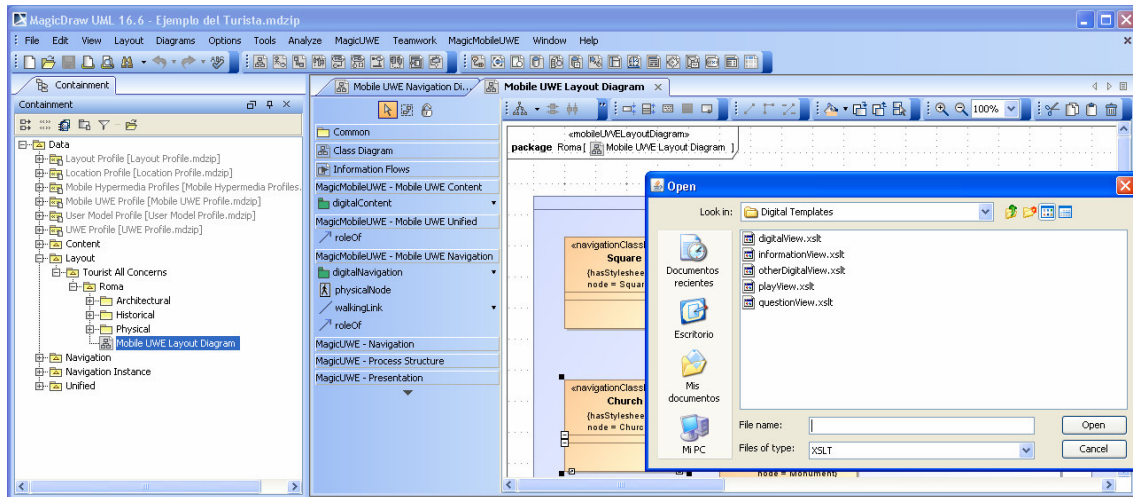 MagicDraw UML 16.6 - Ejemplo del Turista.mdzip
File Edit View Layout Diagrams Options Tools Analyze MagicUWE Teamwork MagicMobileUWE Window Help
Containment
Containment
Data
Layout Profile [Layout Profile.mdzip]
Location Profile [Location Profile.mdzip]
Mobile Hypermedia Profiles [Mobile Hypermedia Profiles.
Mobile UWE Profile [Mobile UWE Profile.mdzip]
User Model Profile [User Model Profile.mdzip]
UWE Profile [UWE Profile.mdzip]
Content
Layout
Tourist All Concerns
Roma
Architectural
Historical
Physical
Mobile UWE Layout Diagram
Navigation
Navigation Instance
Unified
Mobile UWE Navigation Di...
Mobile UWE Layout Diagram
100%
Common
Class Diagram
Information Flows
MagicMobileUWE - Mobile UWE Content
digitalContent
MagicMobileUWE - Mobile UWE Unified
roleOf
MagicMobileUWE - Mobile UWE Navigation
digitalNavigation
physicalNode
walkingLink
roleOf
MagicUWE - Navigation
MagicUWE - Process Structure
MagicUWE - Presentation
«mobileUWELayoutDiagram»
package Roma[ Mobile UWE Layout Diagram ]
«navigationClass
Square
{hasStyleshee
node = Squar
«navigationClass
Church
{hasStyleshee
node = Churc
node = Monument}
Open
Look in: Digital Templates
Documentos
recientes
Escritorio
Mis
documentos
Mi PC
digitalView.xslt
informationView.xslt
otherDigitalView.xslt
playView.xslt
questionView.xslt
File name:
Open
Files of type: XSLT
Cancel